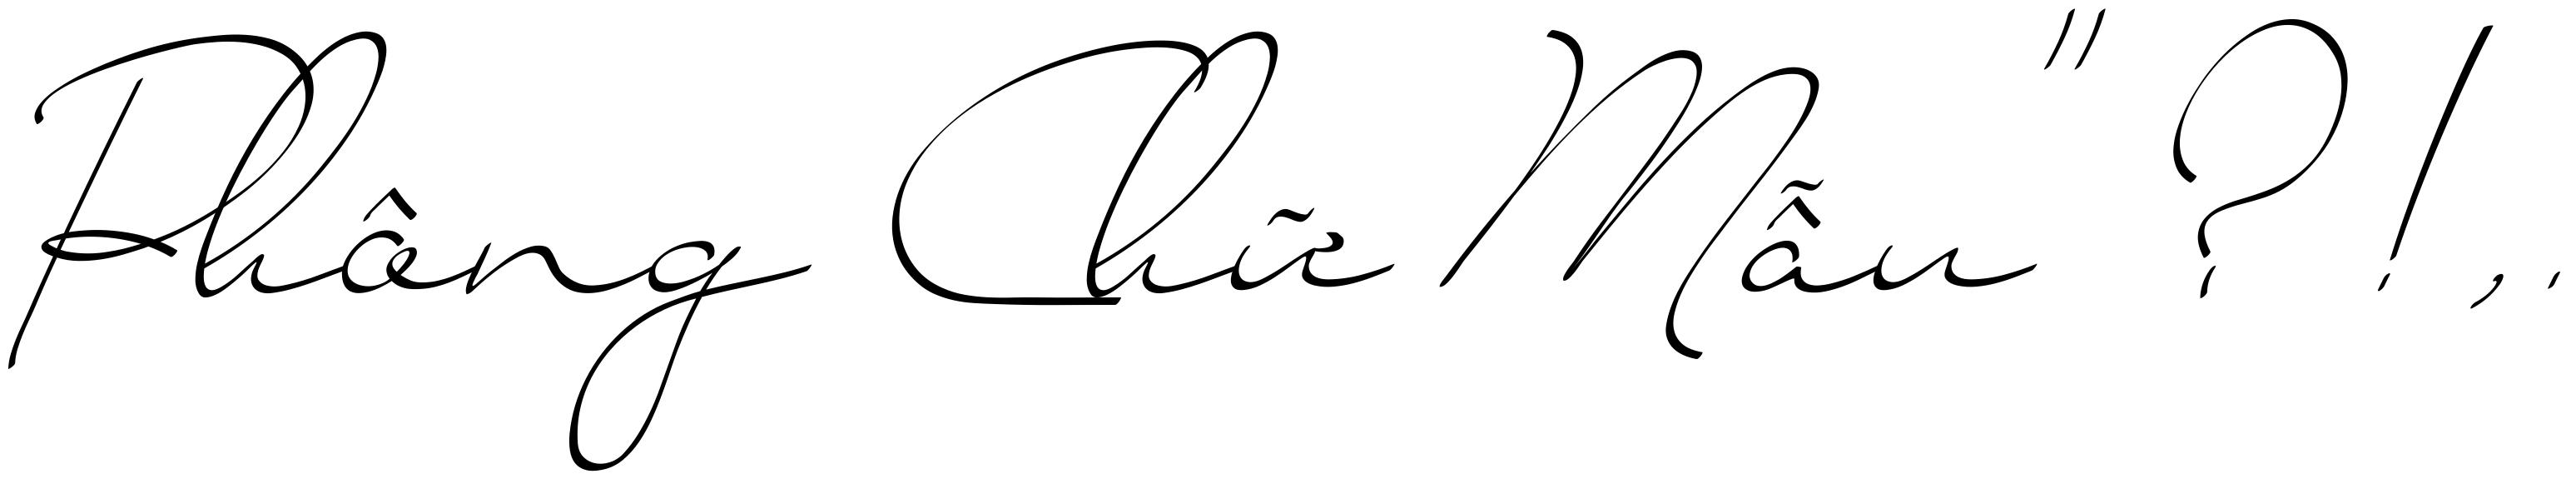 Phông Chữ Mẫu" ? ! , .